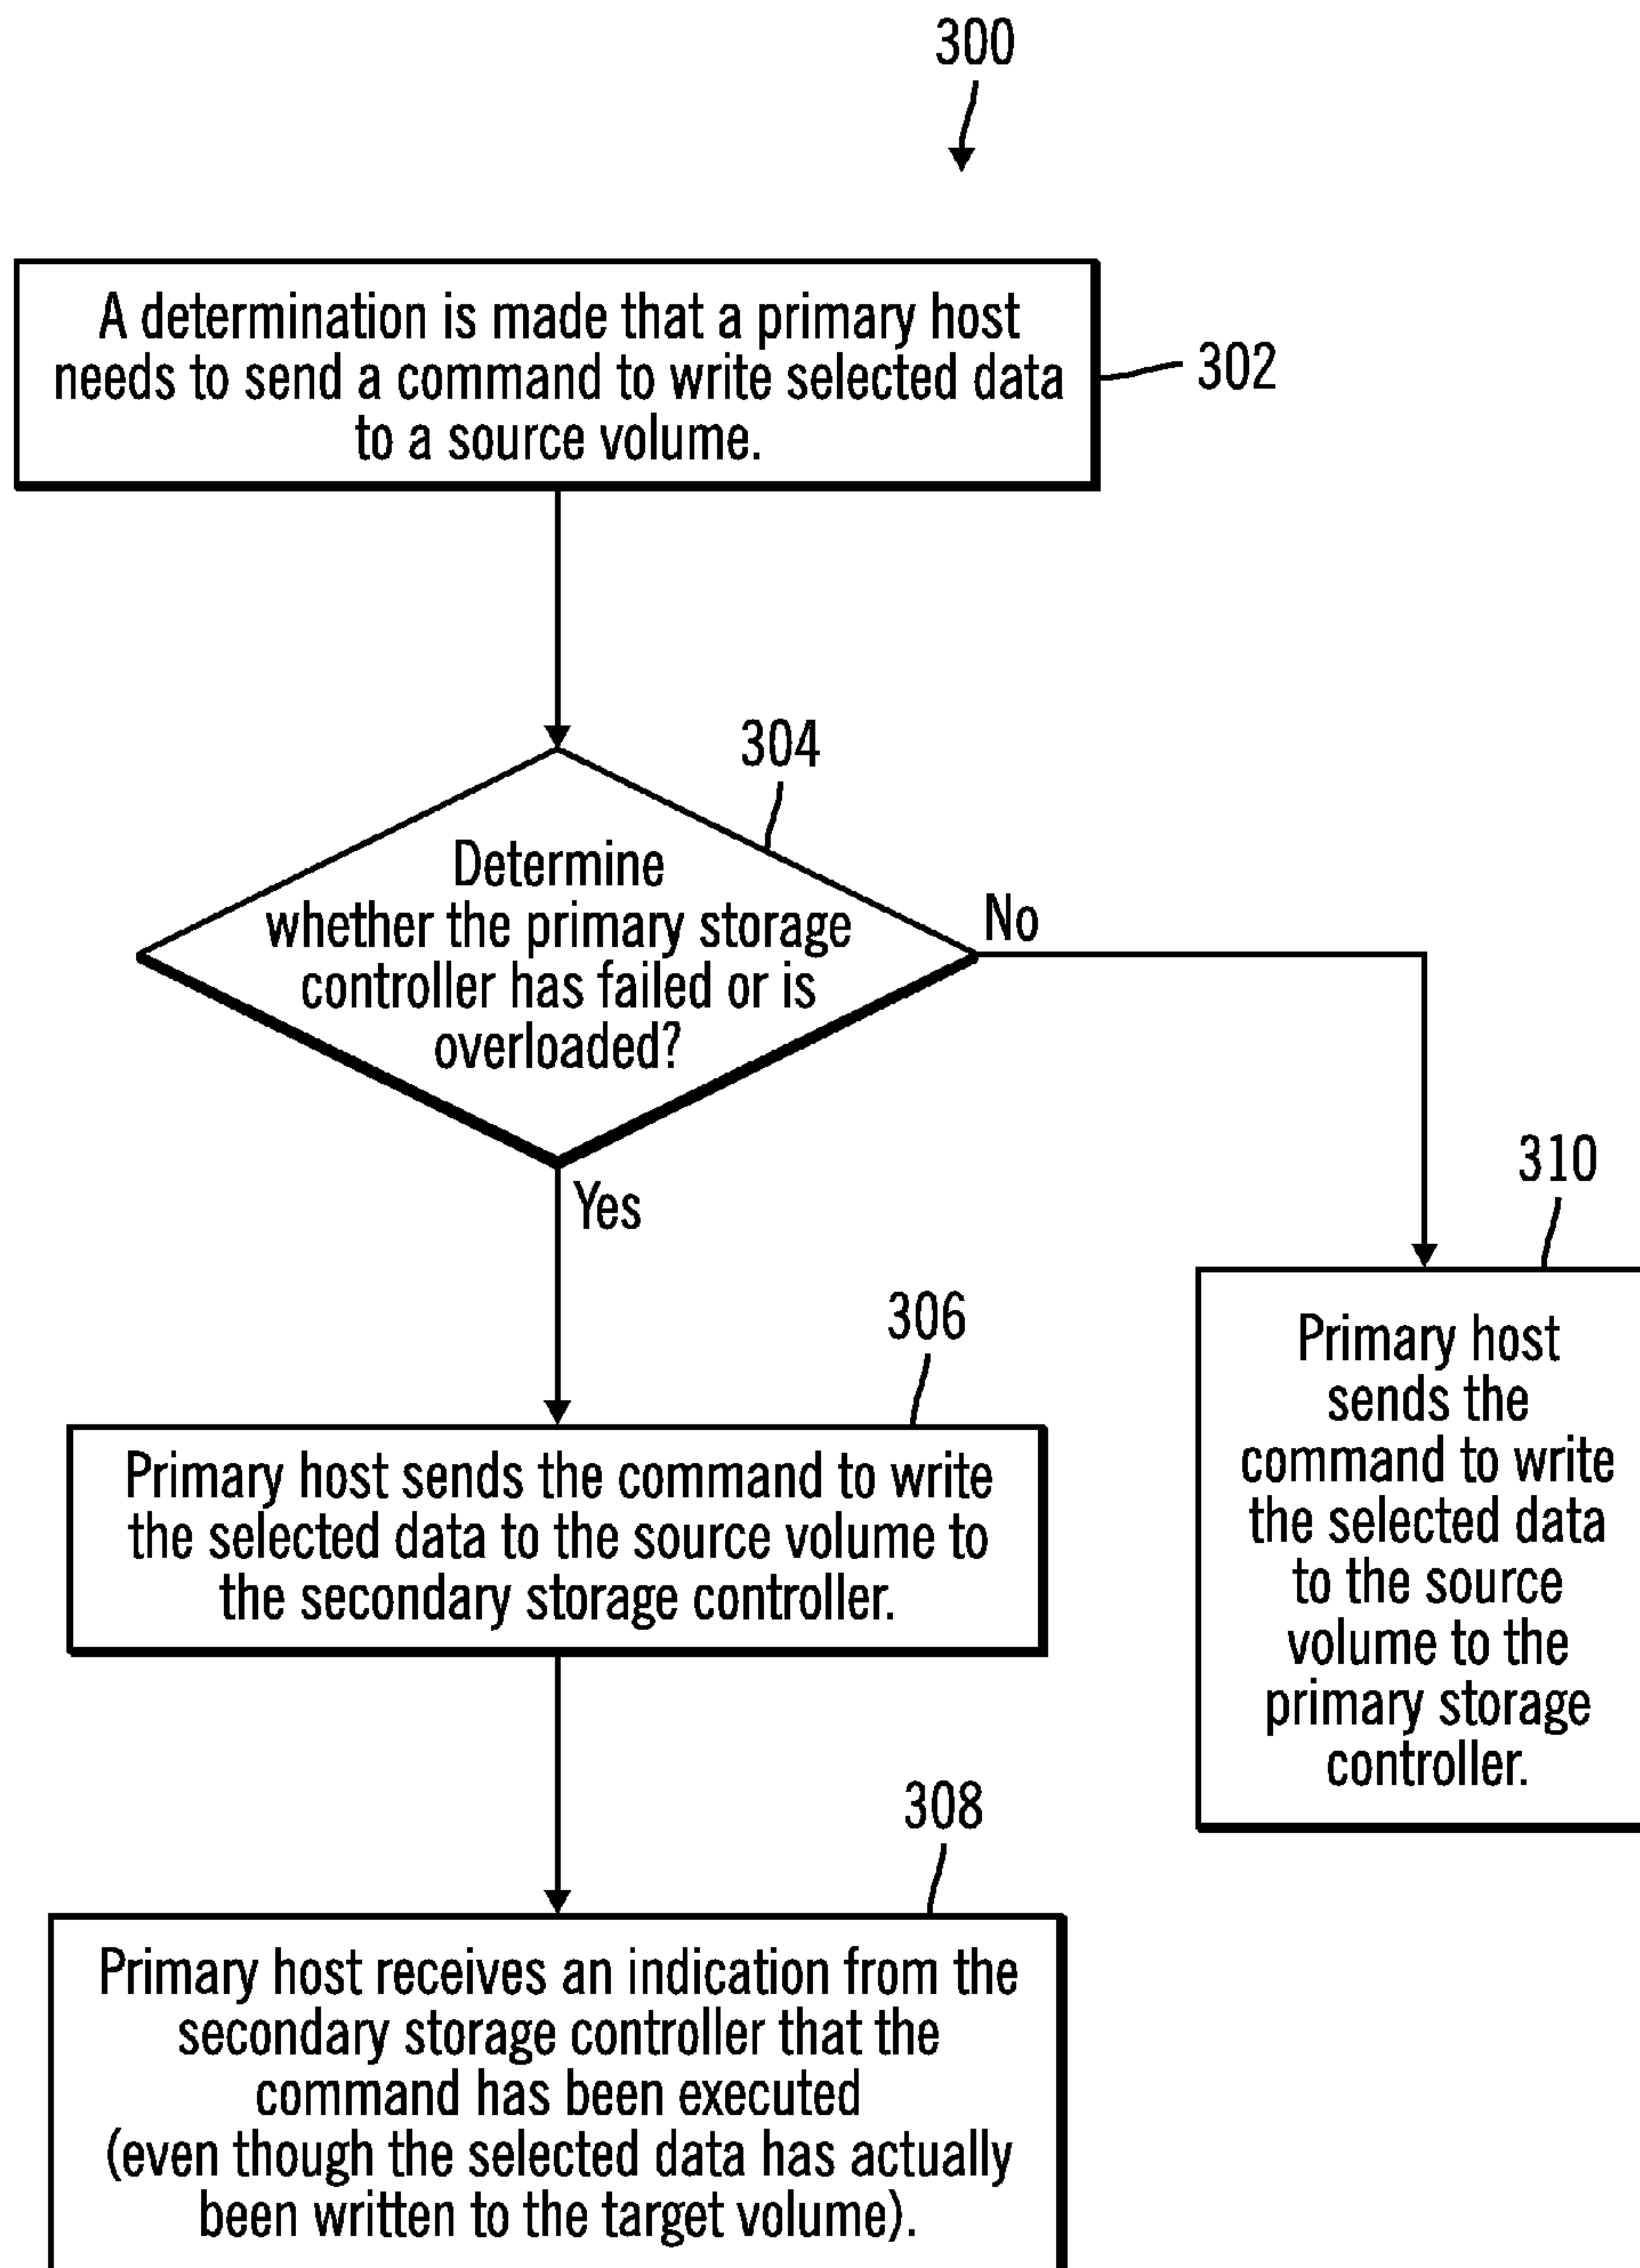 300
A determination is made that a primary host
needs to send a command to write selected data
to a source volume.
302
304
Determine
whether the primary storage
controller has failed or is
overloaded?
No
Yes
310
Primary host
sends the
command to write
the selected data
to the source
volume to the
primary storage
controller.
306
Primary host sends the command to write
the selected data to the source volume to
the secondary storage controller.
308
Primary host receives an indication from the
secondary storage controller that the
command has been executed
(even though the selected data has actually
been written to the target volume).